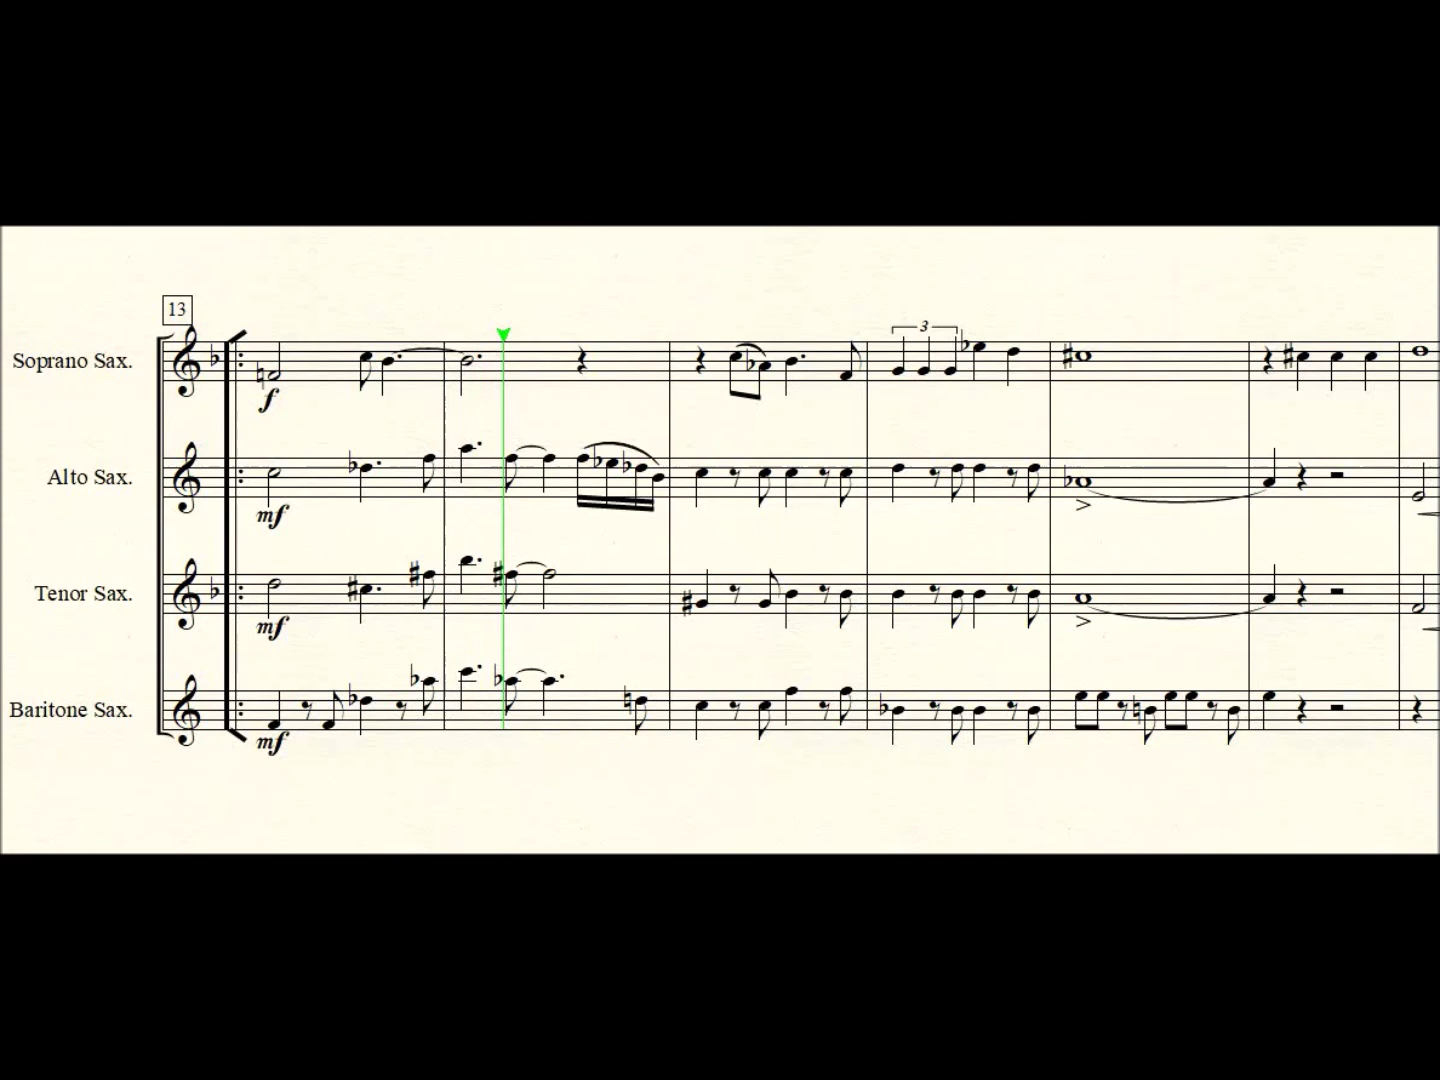 13
3
Soprano Sax.
f
Alto Sax.
mf
Tenor Sax.
mf
Baritone Sax.
mf